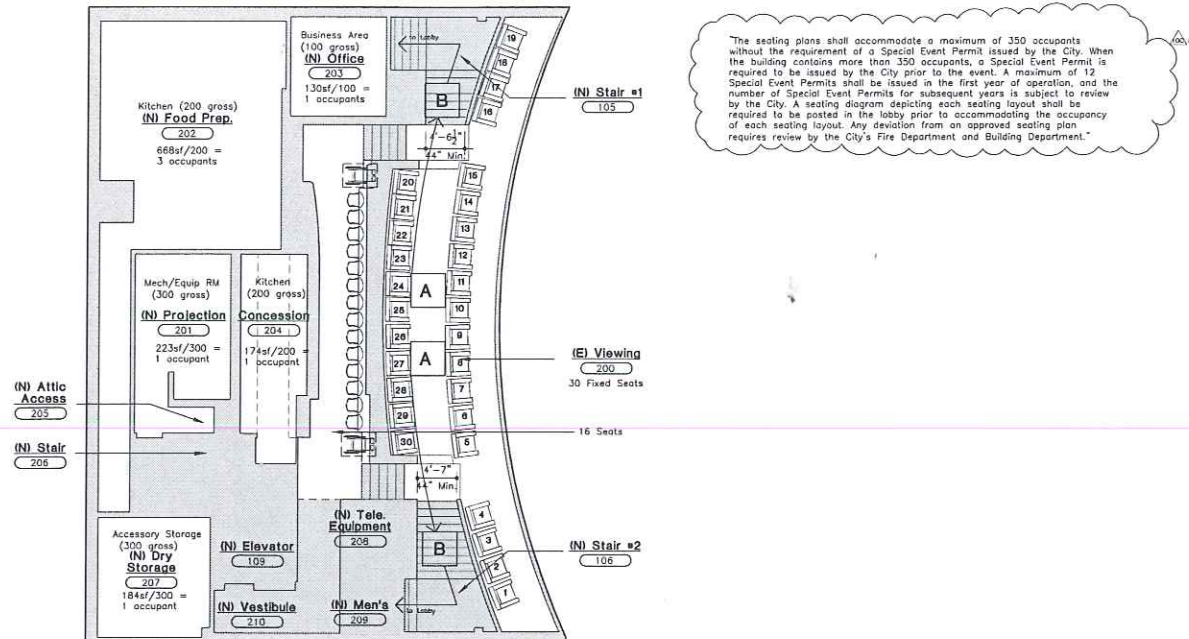 Business Area
(100 gross)
(N) Office
203
130sf/100 =
1 occupants
to Lobby
19
18
17
16
B
(N) Stair #1
105
4'-6½"
44" Min.
Kitchen (200 gross)
(N) Food Prep.
202
668sf/200 =
3 occupants
"The seating plans shall accommodate a maximum of 350 occupants
without the requirement of a Special Event Permit issued by the City. When
the building contains more than 350 occupants, a Special Event Permit is
required to be issued by the City prior to the event. A maximum of 12
Special Event Permits shall be issued in the first year of operation, and the
number of Special Event Permits for subsequent years is subject to review
by the City. A seating diagram depicting each seating layout shall be
required to be posted in the lobby prior to accommodating the occupancy
of each seating layout. Any deviation from an approved seating plan
requires review by the City's Fire Department and Building Department."
20
21
22
23
24
25
26
27
28
29
30
15
14
13
12
11
10
9
8
7
6
5
A
A
Mech/Equip RM
(300 gross)
(N) Projection
201
223sf/300 =
1 occupant
Kitchen
(200 gross)
Concession
204
174sf/200 =
1 occupant
(E) Viewing
200
30 Fixed Seats
(N) Attic
Access
205
(N) Stair
206
16 Seats
4'-7"
44" Min.
4
3
2
1
B
(N) Stair #2
106
to Lobby
(N) Tele.
Equipment
208
Accessory Storage
(300 gross)
(N) Dry
Storage
207
184sf/300 =
1 occupant
(N) Elevator
109
(N) Vestibule
210
(N) Men's
209